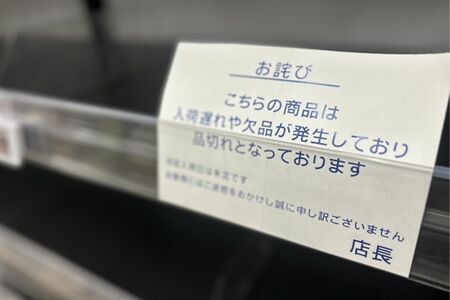 お詫び
こちらの商品は
入荷遅れや欠品が発生しており
品切れとなっております
次回入荷日は未定です
お客様にはご迷惑をおかけし誠に申し訳ございません
店長